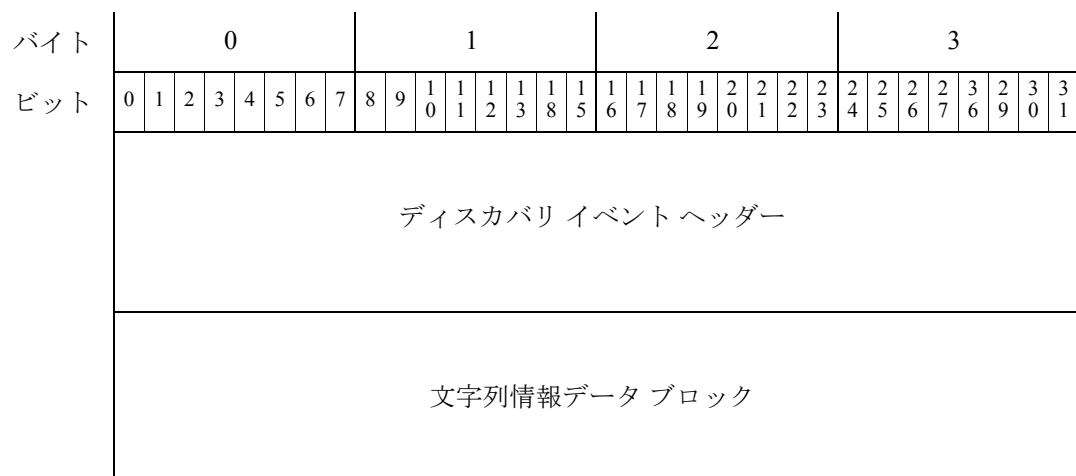 バイト 0 1 2 3
ビット 0 1 2 3 4 5 6 7 8 9 10 11 12 13 18 15 16 17 18 19 20 21 22 23 24 25 26 27 36 29 30 31
ディスカバリ イベント ヘッダー
文字列情報データ ブロック